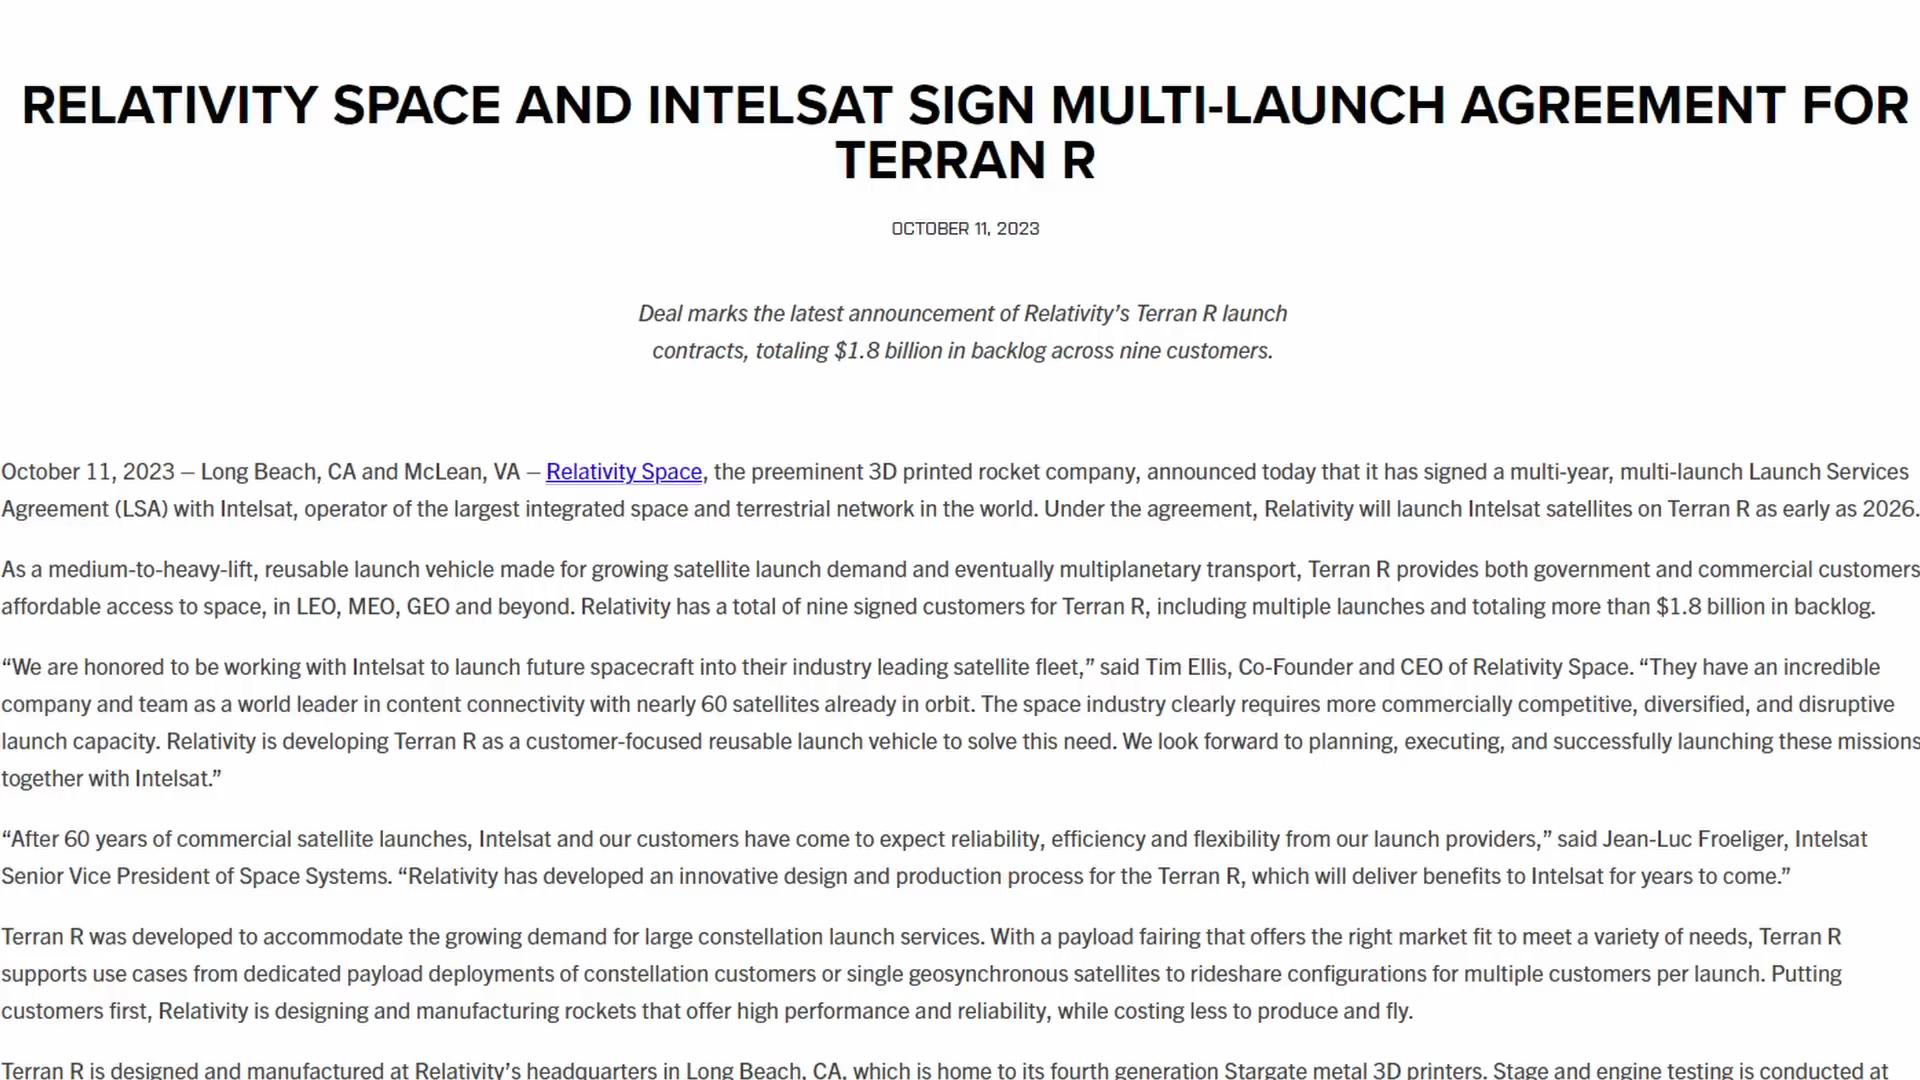 RELATIVITY SPACE AND INTELSAT SIGN MULTI-LAUNCH AGREEMENT FOR
TERRAN R
OCTOBER 11, 2023
Deal marks the latest announcement of Relativity’s Terran R launch
contracts, totaling $1.8 billion in backlog across nine customers.
October 11, 2023 – Long Beach, CA and McLean, VA – Relativity Space, the preeminent 3D printed rocket company, announced today that it has signed a multi-year, multi-launch Launch Services
Agreement (LSA) with Intelsat, operator of the largest integrated space and terrestrial network in the world. Under the agreement, Relativity will launch Intelsat satellites on Terran R as early as 2026.
As a medium-to-heavy-lift, reusable launch vehicle made for growing satellite launch demand and eventually multiplanetary transport, Terran R provides both government and commercial customers
affordable access to space, in LEO, MEO, GEO and beyond. Relativity has a total of nine signed customers for Terran R, including multiple launches and totaling more than $1.8 billion in backlog.
“We are honored to be working with Intelsat to launch future spacecraft into their industry leading satellite fleet,” said Tim Ellis, Co-Founder and CEO of Relativity Space. “They have an incredible
company and team as a world leader in content connectivity with nearly 60 satellites already in orbit. The space industry clearly requires more commercially competitive, diversified, and disruptive
launch capacity. Relativity is developing Terran R as a customer-focused reusable launch vehicle to solve this need. We look forward to planning, executing, and successfully launching these missions
together with Intelsat.”
“After 60 years of commercial satellite launches, Intelsat and our customers have come to expect reliability, efficiency and flexibility from our launch providers,” said Jean-Luc Froeliger, Intelsat
Senior Vice President of Space Systems. “Relativity has developed an innovative design and production process for the Terran R, which will deliver benefits to Intelsat for years to come.”
Terran R was developed to accommodate the growing demand for large constellation launch services. With a payload fairing that offers the right market fit to meet a variety of needs, Terran R
supports use cases from dedicated payload deployments of constellation customers or single geosynchronous satellites to rideshare configurations for multiple customers per launch. Putting
customers first, Relativity is designing and manufacturing rockets that offer high performance and reliability, while costing less to produce and fly.
Terran R is designed and manufactured at Relativity’s headquarters in Long Beach, CA, which is home to its fourth generation Stargate metal 3D printers. Stage and engine testing is conducted at